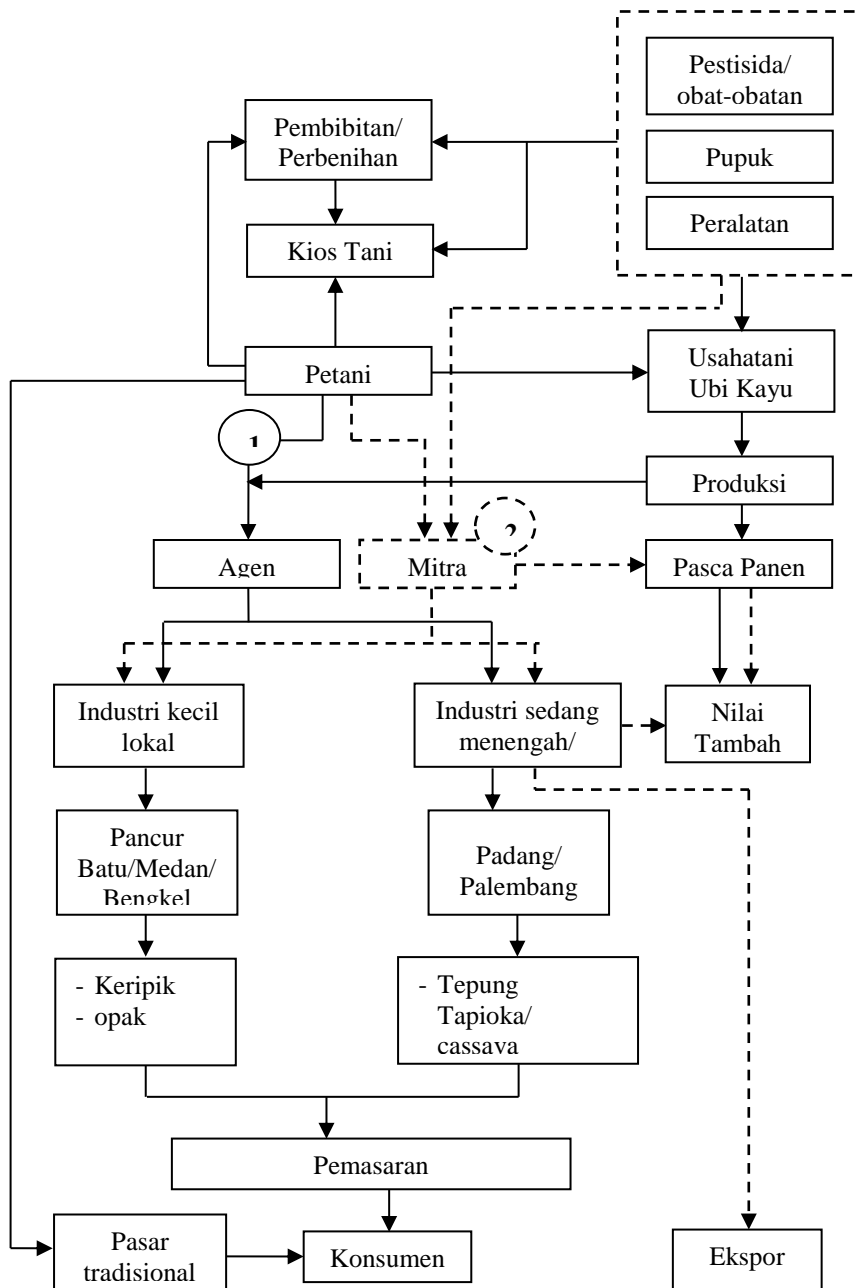 Pestisida/
obat-obatan
Pembibitan/
Perbenihan
Pupuk
Peralatan
Kios Tani
Usahatani
Ubi Kayu
Petani
1
Produksi
2
Agen
Mitra
Pasca Panen
Industri kecil
lokal
Industri sedang
menengah/
Nilai
Tambah
Pancur
Batu/Medan/
Bengkel
Padang/
Palembang
- Keripik
- opak
- Tepung
Tapioka/
cassava
Pemasaran
Pasar
tradisional
Konsumen
Ekspor